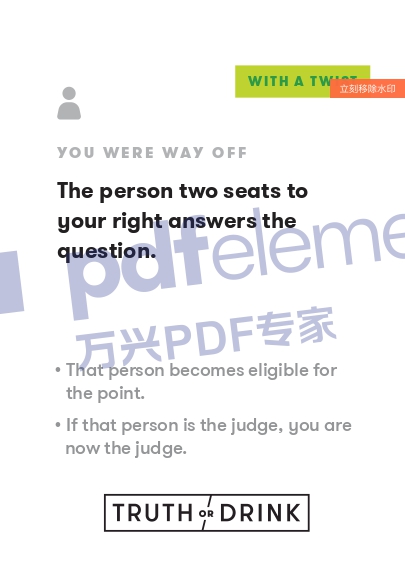 WITH A TWIST
立刻移除水印
YOU WERE WAY OFF
The person two seats to
your right answers the
question.
pdfeleme
万兴PDF专家
• That person becomes eligible for
the point.
• If that person is the judge, you are
now the judge.
TRUTH OR DRINK